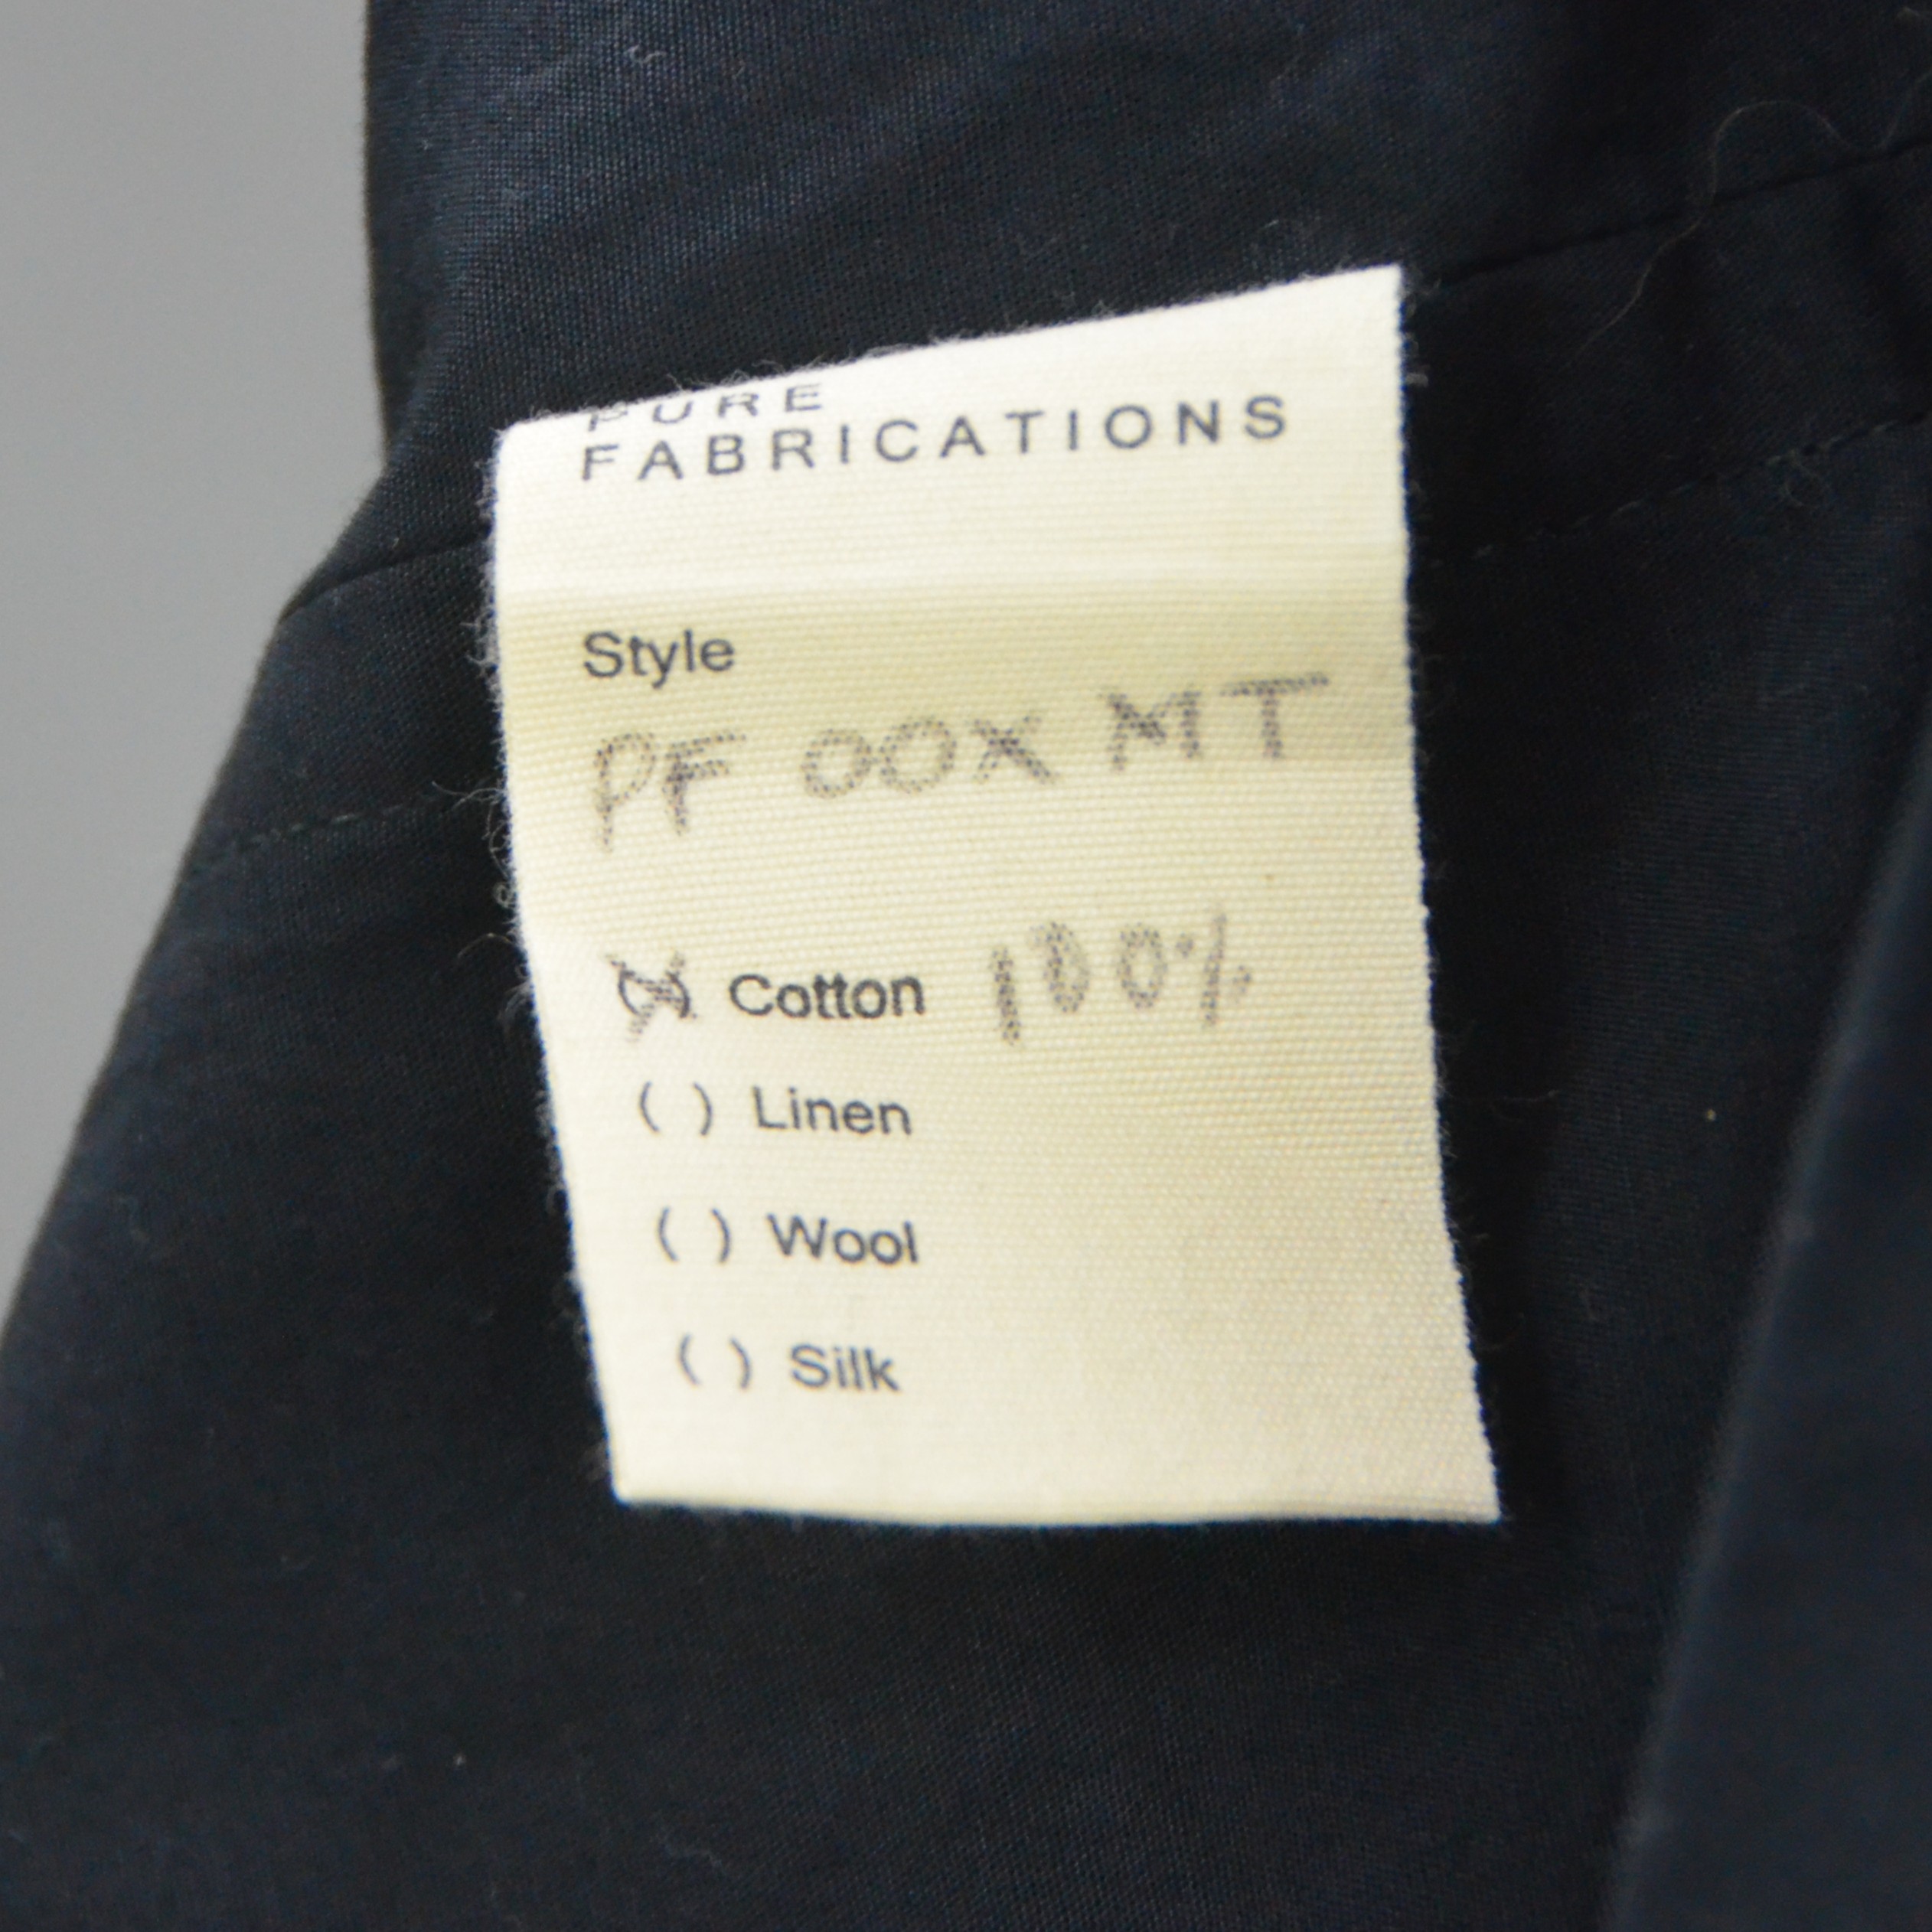 PURE
FABRICATIONS
Style
PF 00X MT
(X) Cotton 100%
( ) Linen
( ) Wool
( ) Silk